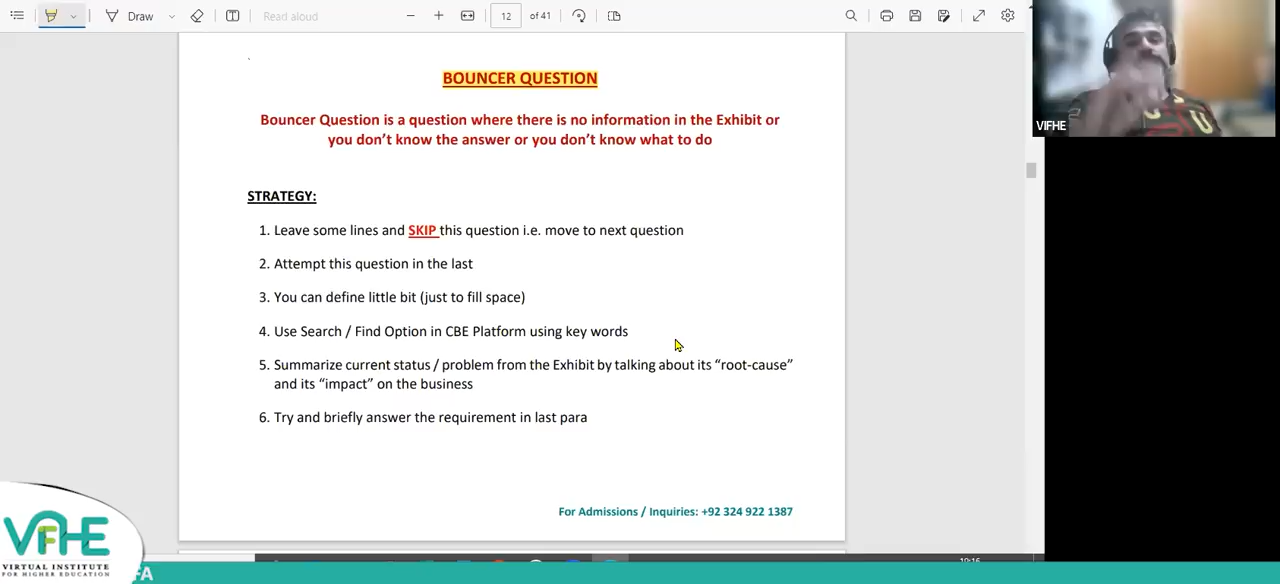 Draw
Read aloud
12 of 41
BOUNCER QUESTION
Bouncer Question is a question where there is no information in the Exhibit or
you don't know the answer or you don't know what to do
VIFHE
STRATEGY:
1. Leave some lines and SKIP this question i.e. move to next question
2. Attempt this question in the last
3. You can define little bit (just to fill space)
4. Use Search / Find Option in CBE Platform using key words
5. Summarize current status / problem from the Exhibit by talking about its "root-cause"
and its "impact" on the business
6. Try and briefly answer the requirement in last para
For Admissions / Inquiries: +92 324 922 1387
VIFHE
VIRTUAL INSTITUTE
FOR HIGHER EDUCATION
FA